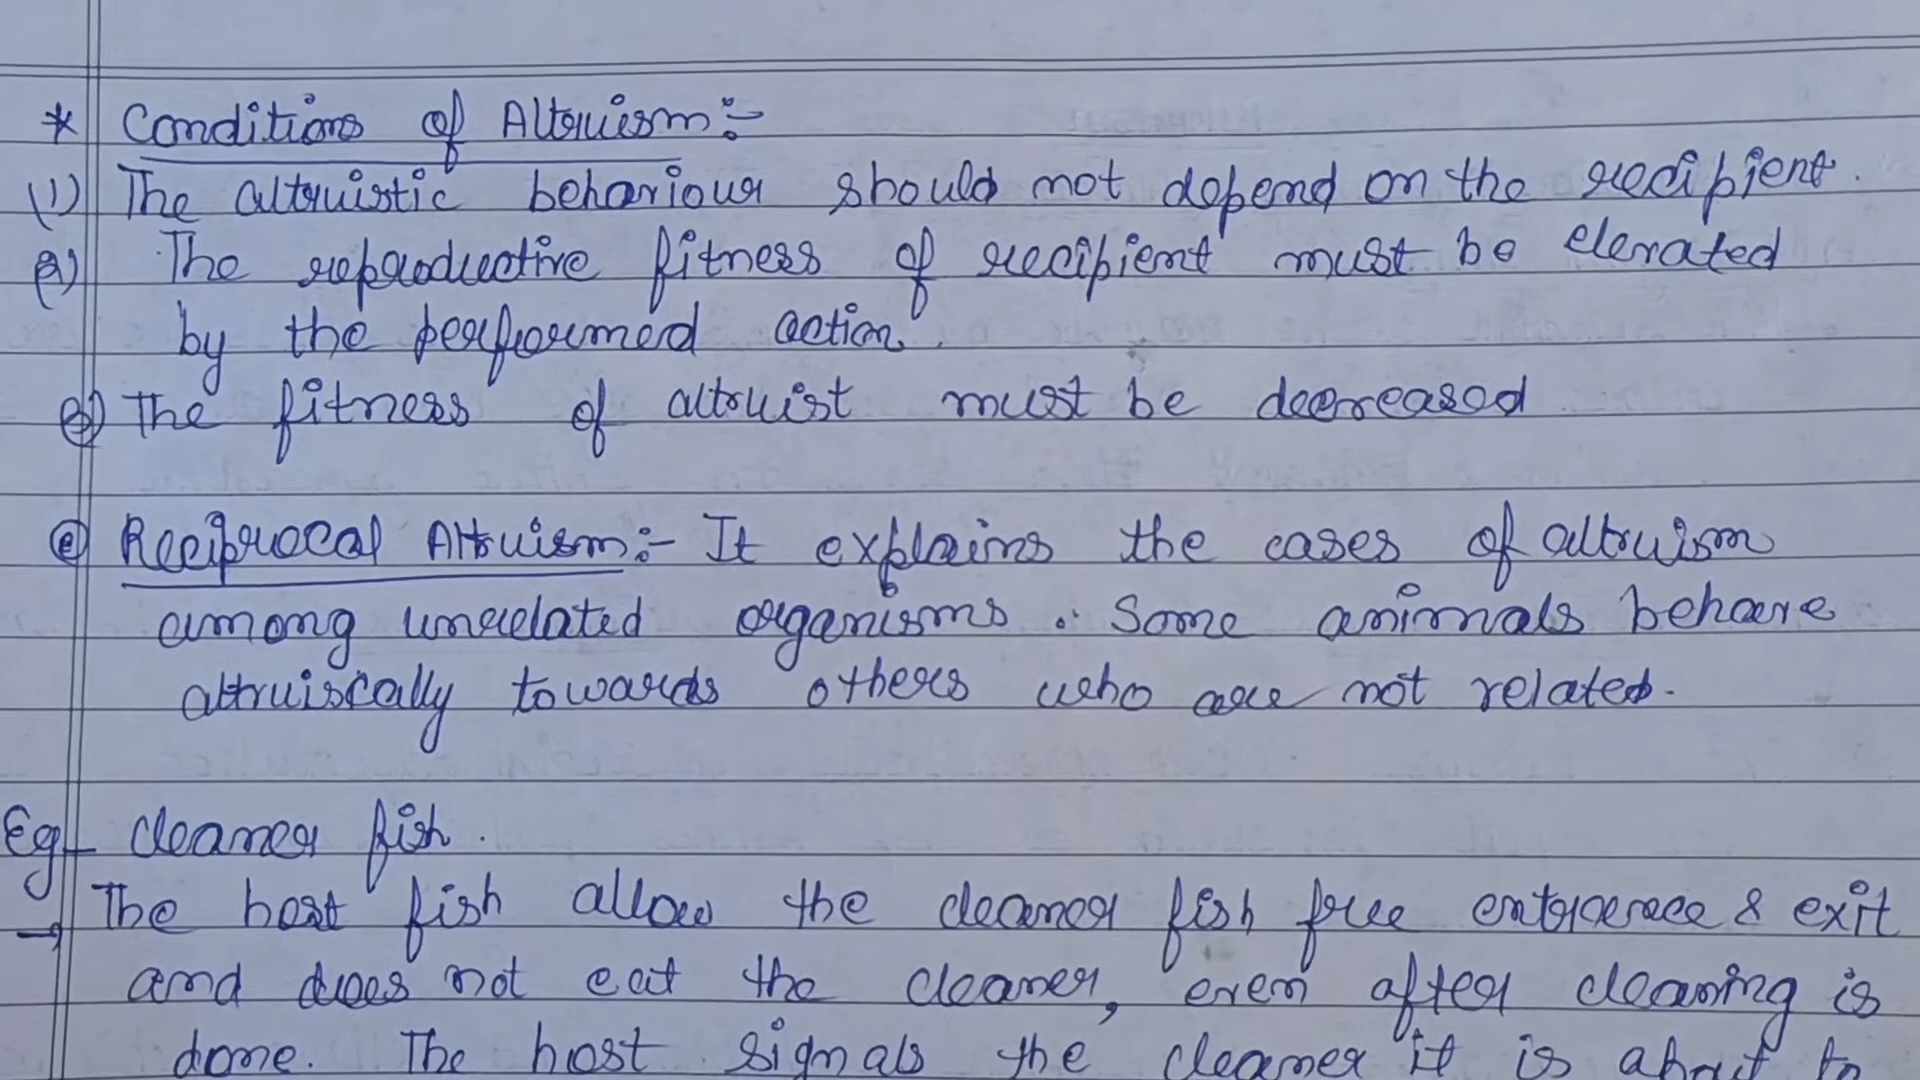 * Conditions of Altruism:-
(1) The altruistic behaviour should not depend on the recipient.
(2) The reproductive fitness of recipient must be elevated
by the performed action.
(3) The fitness of altruist must be decreased
(e) Reciprocal Altruism:- It explains the cases of altruism
among unrelated organisms. Some animals behave
altruiscally towards others who are not related.
Eg- cleaner fish.
→ The host fish allow the cleaner fish free enterance & exit
and does not eat the cleaner, even after cleaning is
done. The host signals the cleaner it is about to